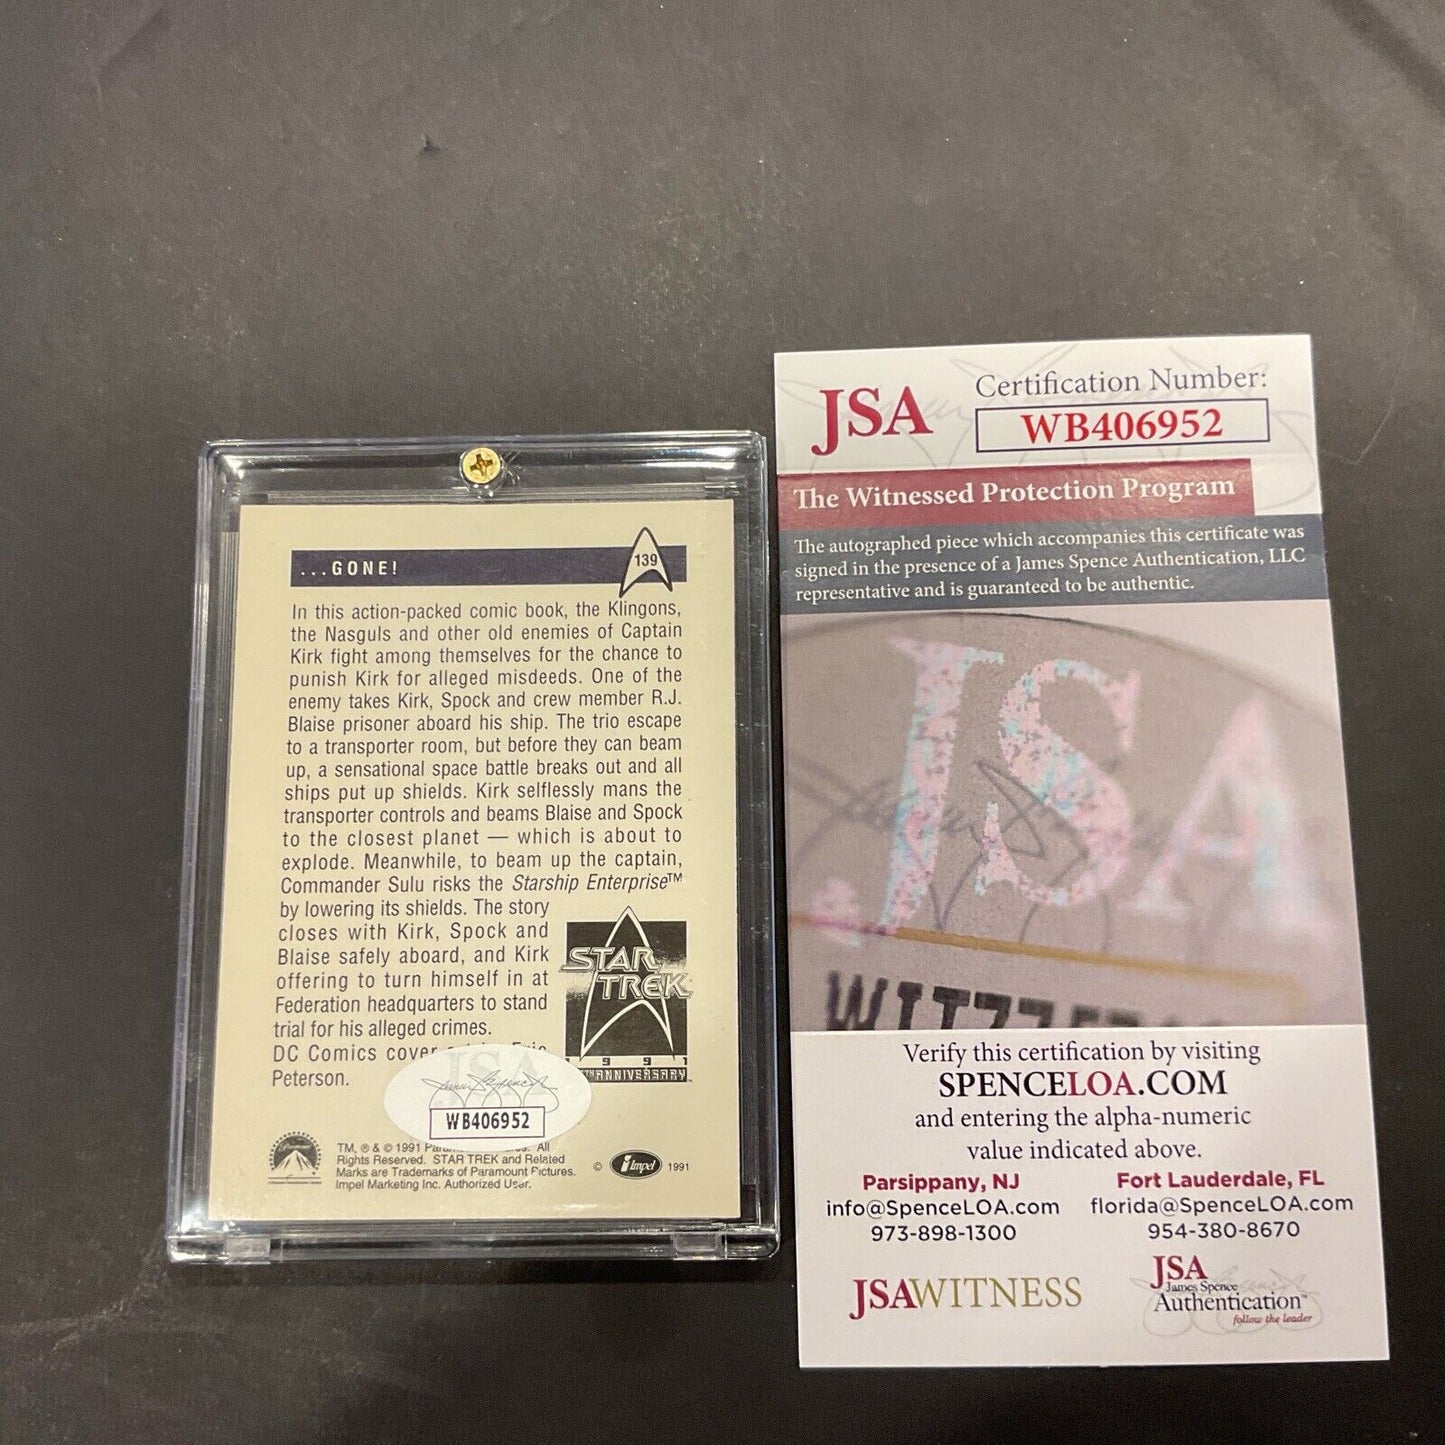 ...GONE!
139
In this action-packed comic book, the Klingons,
the Nasguls and other old enemies of Captain
Kirk fight among themselves for the chance to
punish Kirk for alleged misdeeds. One of the
enemy takes Kirk, Spock and crew member R.J.
Blaise prisoner aboard his ship. The trio escape
to a transporter room, but before they can beam
up, a sensational space battle breaks out and all
ships put up shields. Kirk selflessly mans the
transporter controls and beams Blaise and Spock
to the closest planet — which is about to
explode. Meanwhile, to beam up the captain,
Commander Sulu risks the Starship Enterprise™
by lowering its shields. The story
closes with Kirk, Spock and
Blaise safely aboard, and Kirk
offering to turn himself in at
Federation headquarters to stand
trial for his alleged crimes.
DC Comics cover
Peterson.
STAR
TREK
1991
ANNIVERSARY
JSA
WB406952
Paramount
TM, ® & © 1991 All
Rights Reserved. STAR TREK and Related
Marks are Trademarks of Paramount Pictures.
Impel Marketing Inc. Authorized User.
© Impel 1991
JSA
Certification Number:
WB406952
The Witnessed Protection Program
The autographed piece which accompanies this certificate was
signed in the presence of a James Spence Authentication, LLC
representative and is guaranteed to be authentic.
JSA
Verify this certification by visiting
SPENCELOA.COM
and entering the alpha-numeric
value indicated above.
Parsippany, NJ
info@SpenceLOA.com
973-898-1300
Fort Lauderdale, FL
florida@SpenceLOA.com
954-380-8670
JSAWITNESS
JSA
James Spence
Authentication™
follow the leader